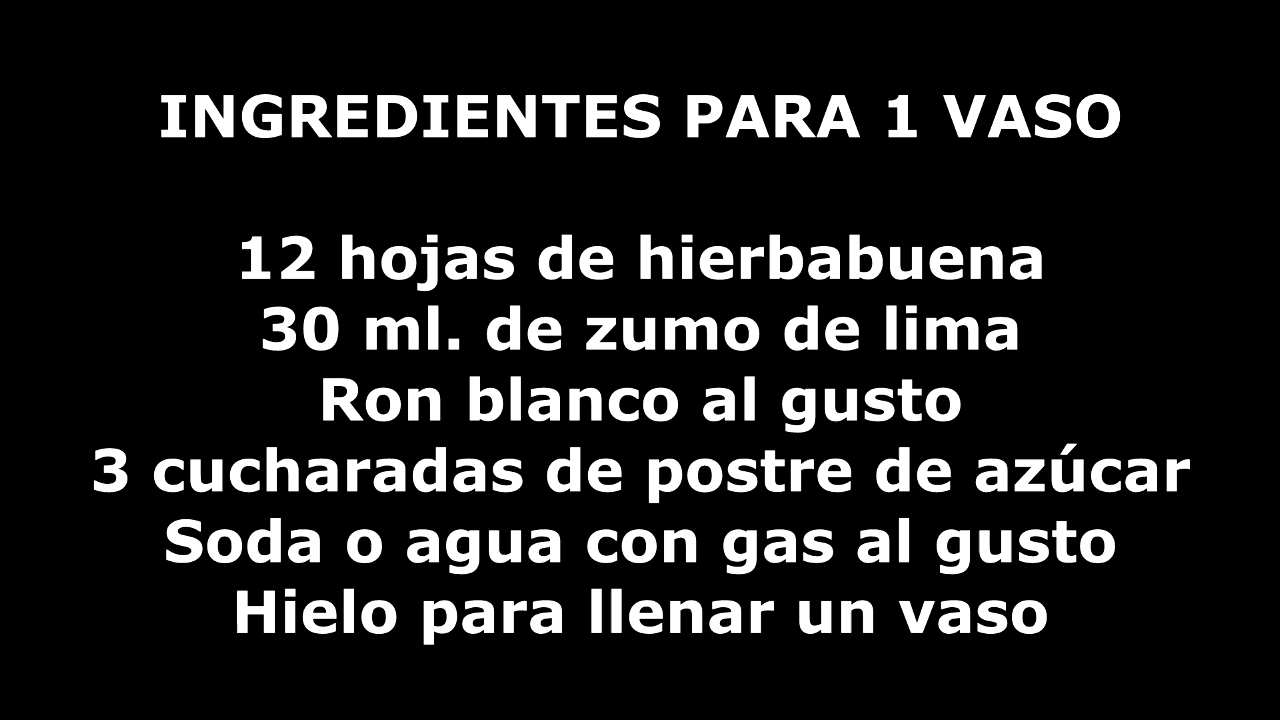 INGREDIENTES PARA 1 VASO
12 hojas de hierbabuena
30 ml. de zumo de lima
Ron blanco al gusto
3 cucharadas de postre de azúcar
Soda o agua con gas al gusto
Hielo para llenar un vaso